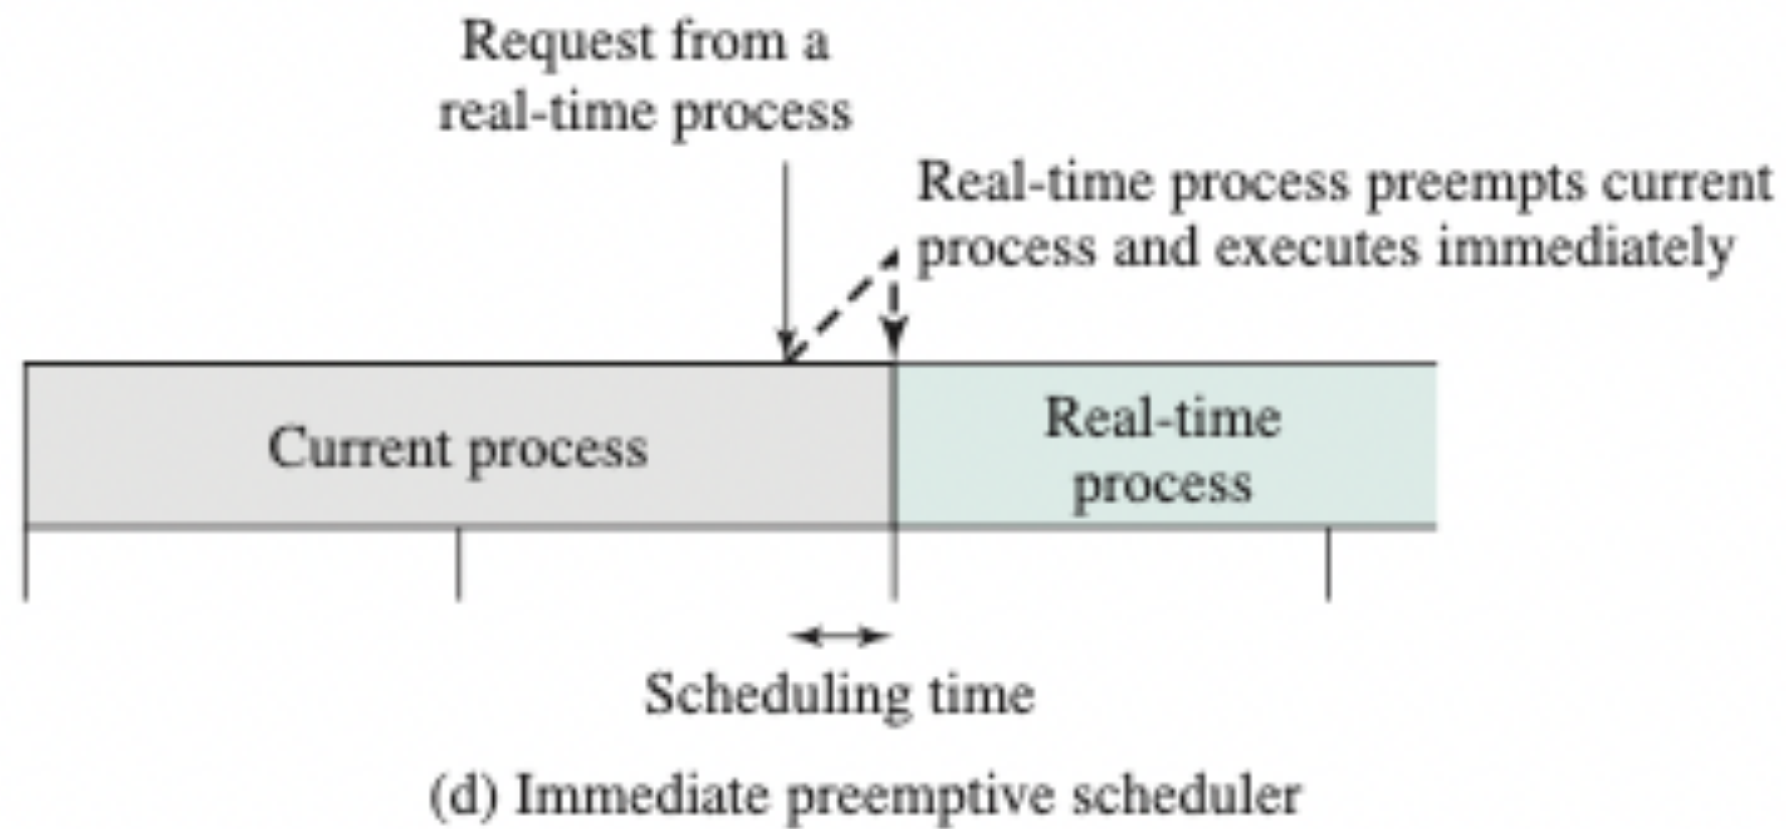 Request from a
real-time process
Real-time process preempts current
process and executes immediately
Current process
Real-time
process
Scheduling time
(d) Immediate preemptive scheduler